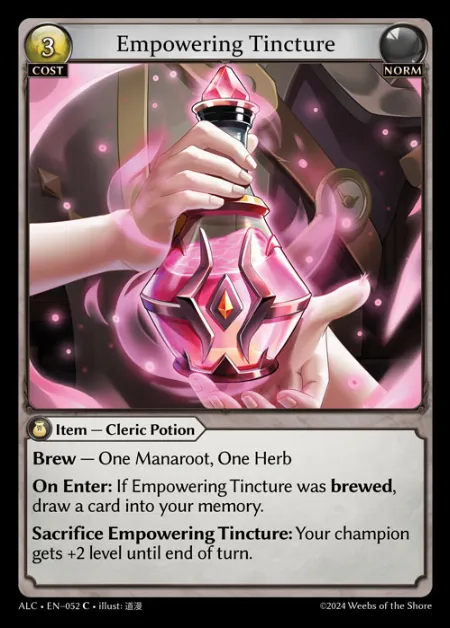 3
Empowering Tincture
COST
NORM
Item — Cleric Potion
Brew — One Manaroot, One Herb
On Enter: If Empowering Tincture was brewed,
draw a card into your memory.
Sacrifice Empowering Tincture: Your champion
gets +2 level until end of turn.
ALC • EN-052 C • illust: 道漫
©2024 Weebs of the Shore